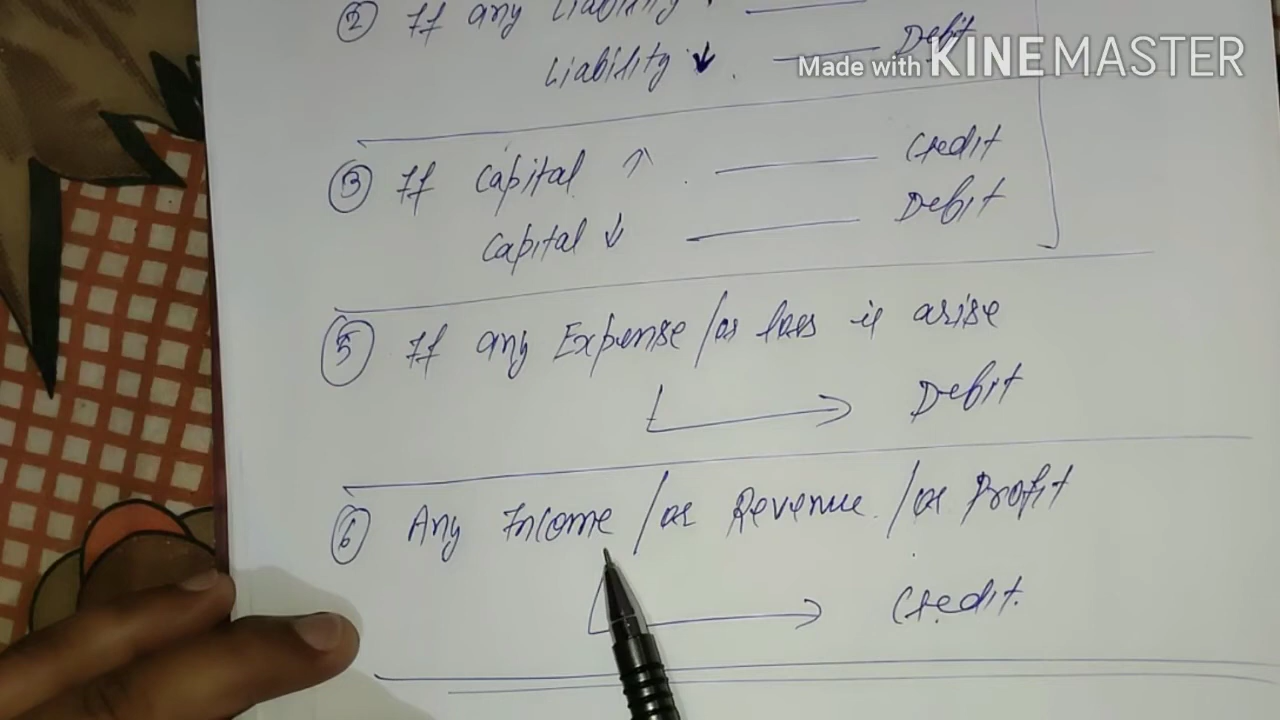 ② If any Liability
Liability ↓ . — Debit
Made with KINEMASTER
③ If Capital ↑ . — Credit
Capital ↓ — Debit
⑤ If any Expense / or loss is arise
Debit
⑥ Any Income / or Revenue. / or Profit
Credit.